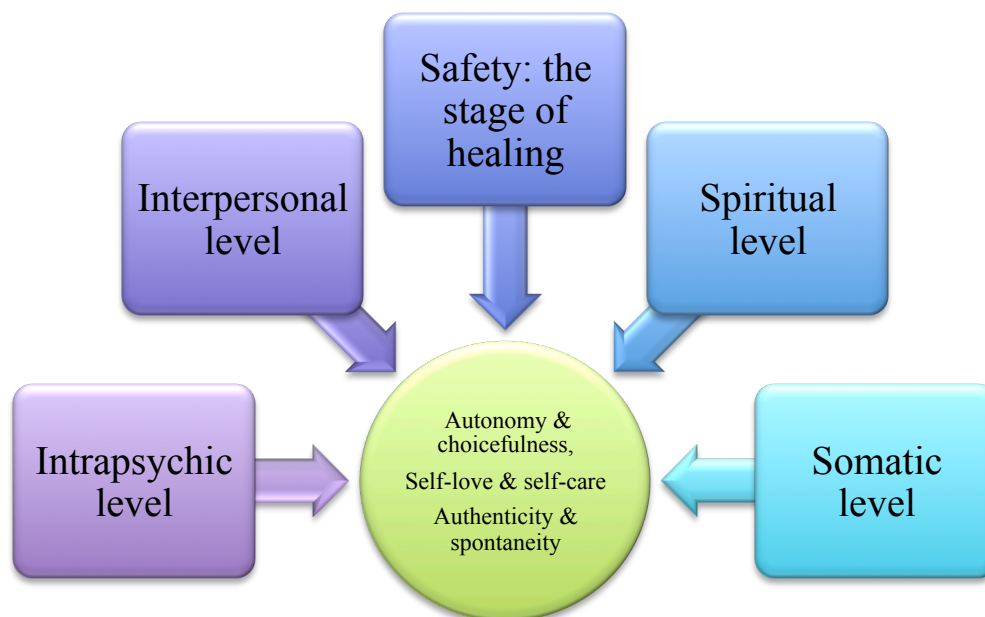 Safety: the
stage of
healing
Interpersonal
level
Spiritual
level
Intrapsychic
level
Autonomy &
choicefulness,
Self-love & self-care
Authenticity &
spontaneity
Somatic
level